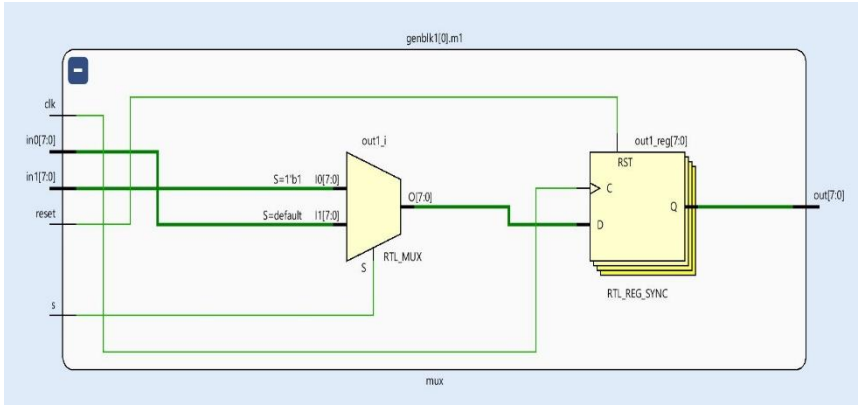 genblk1[0].m1
clk
in0[7:0]
in1[7:0]
reset
s
out1_i
S=1'b1 I0[7:0]
S=default I1[7:0]
O[7:0]
S
RTL_MUX
out1_reg[7:0]
RST
C
D
Q
RTL_REG_SYNC
out[7:0]
mux